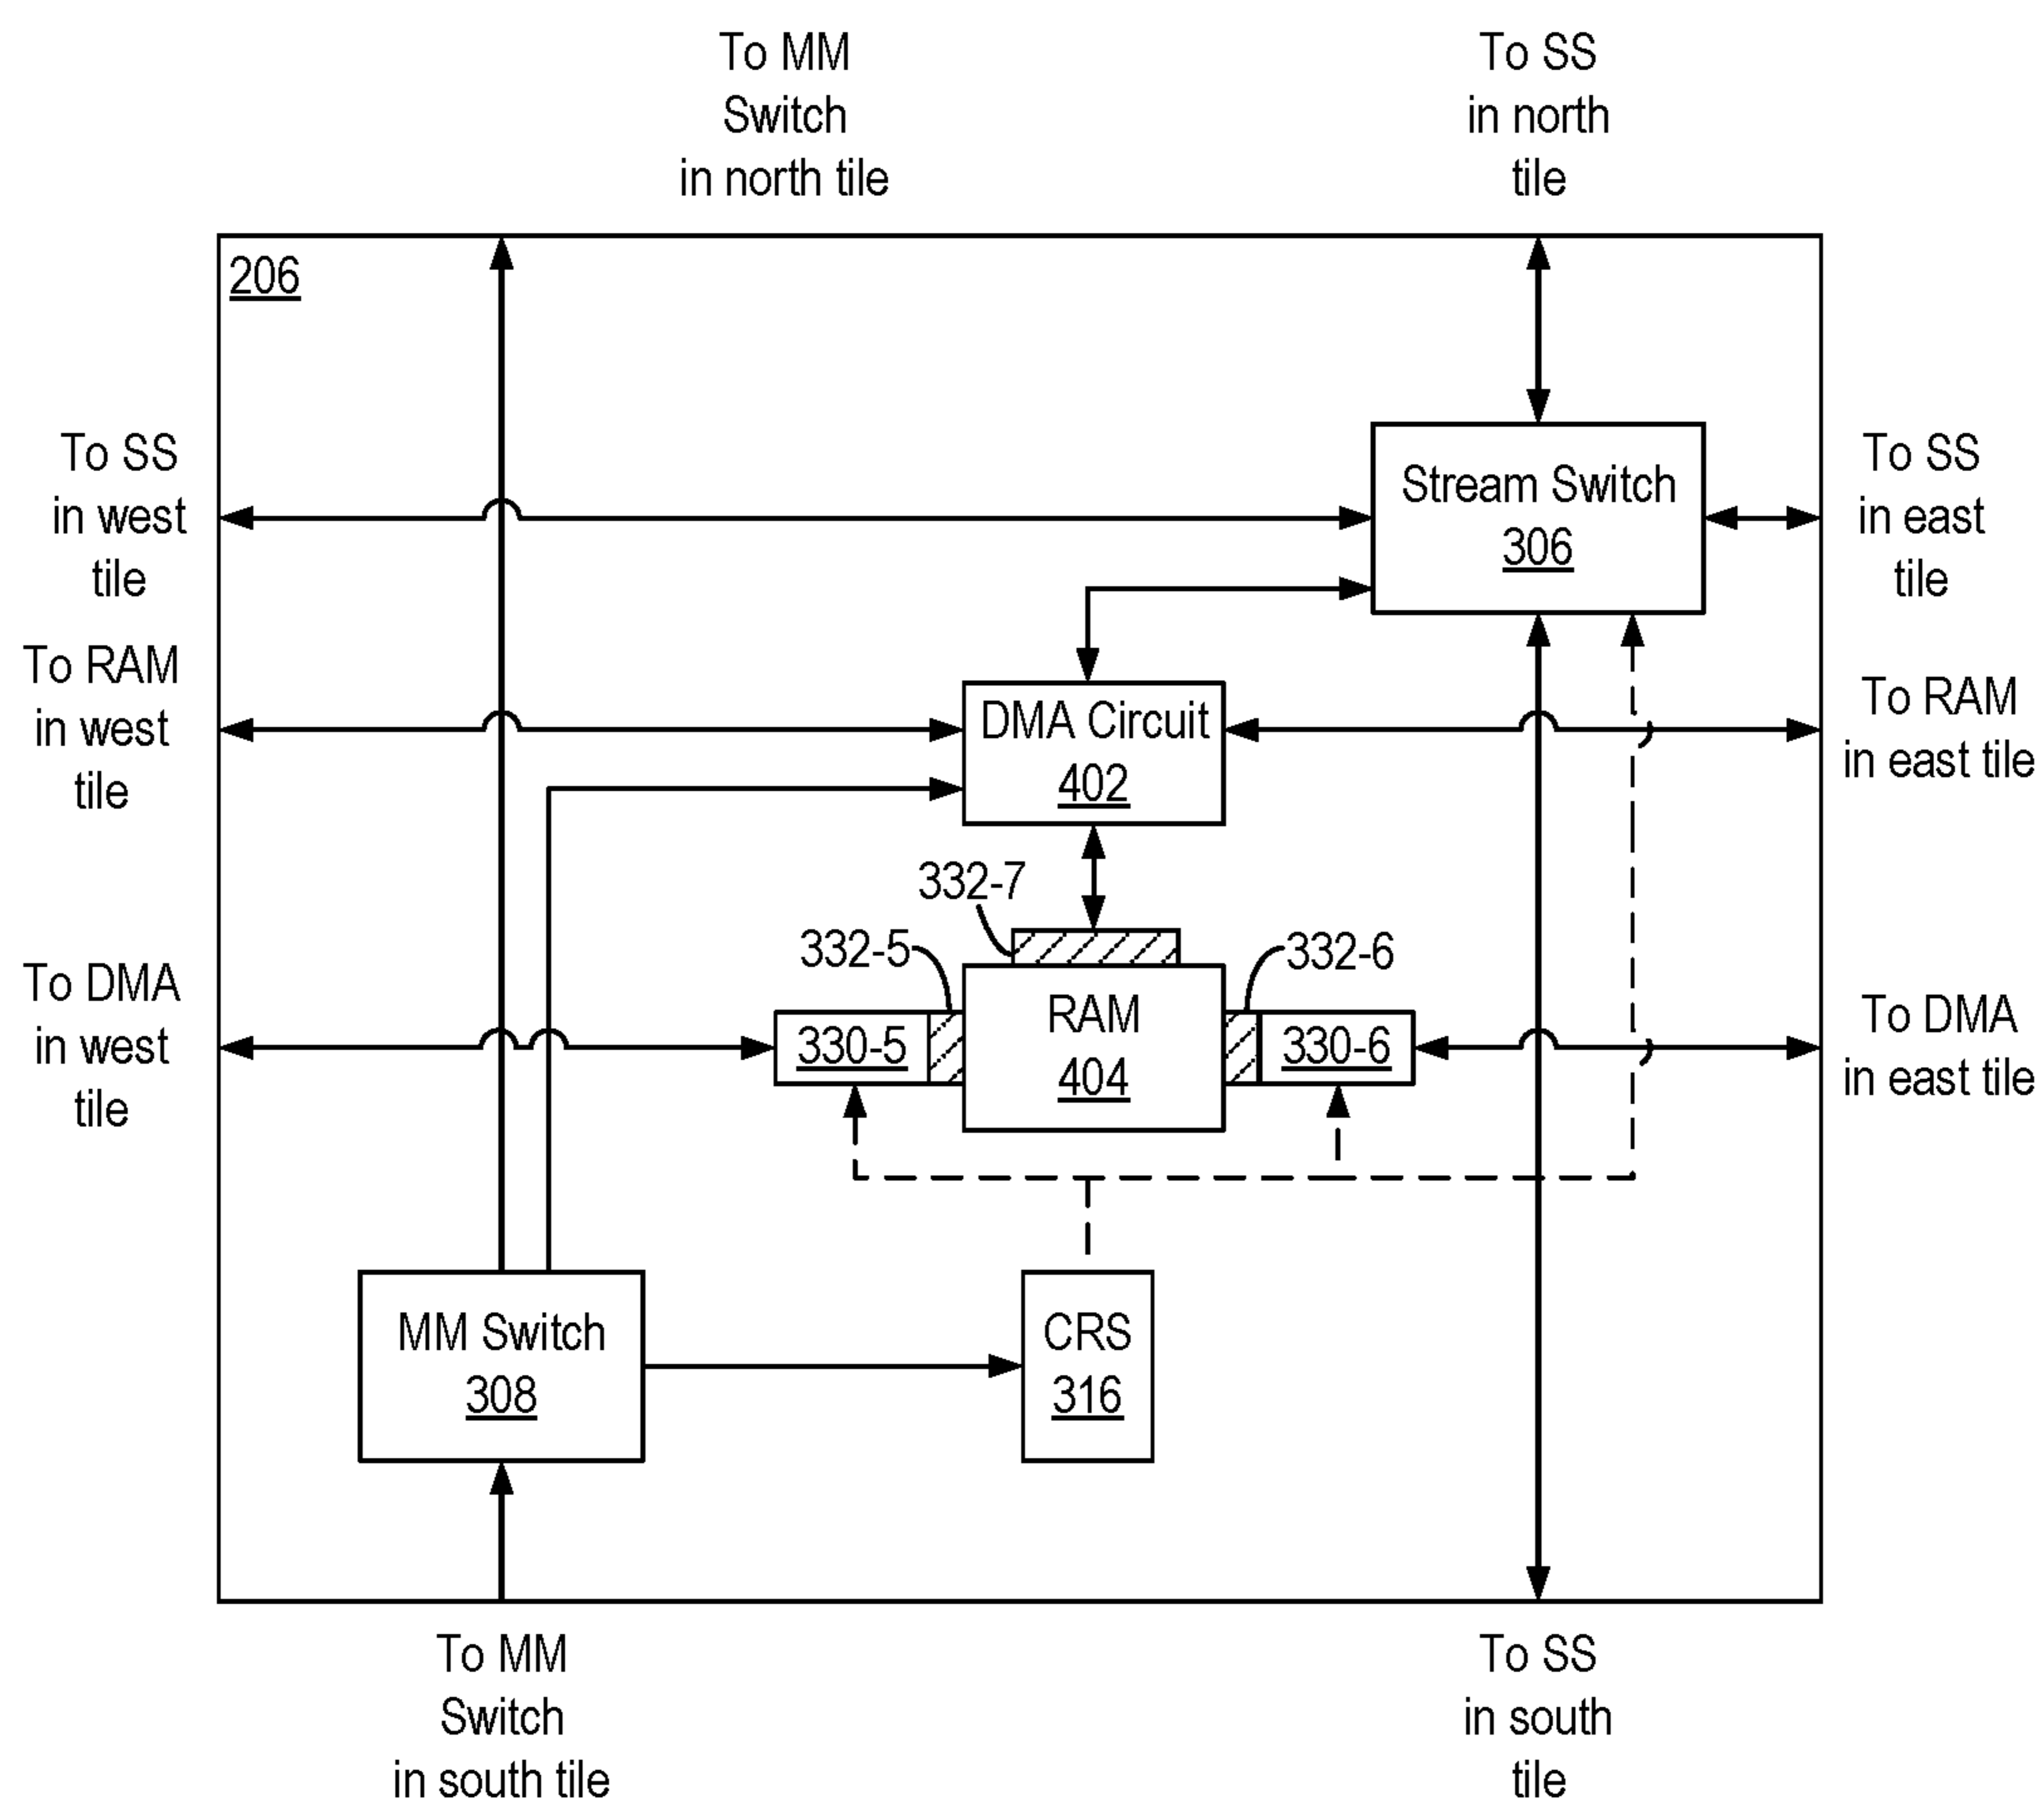 To MM
Switch
in north tile
To SS
in north
tile
206
To SS
in west
tile
Stream Switch
306
To SS
in east
tile
To RAM
in west
tile
DMA Circuit
402
To RAM
in east tile
332-7
332-5
332-6
To DMA
in west
tile
330-5
RAM
404
330-6
To DMA
in east tile
MM Switch
308
CRS
316
To MM
Switch
in south tile
To SS
in south
tile